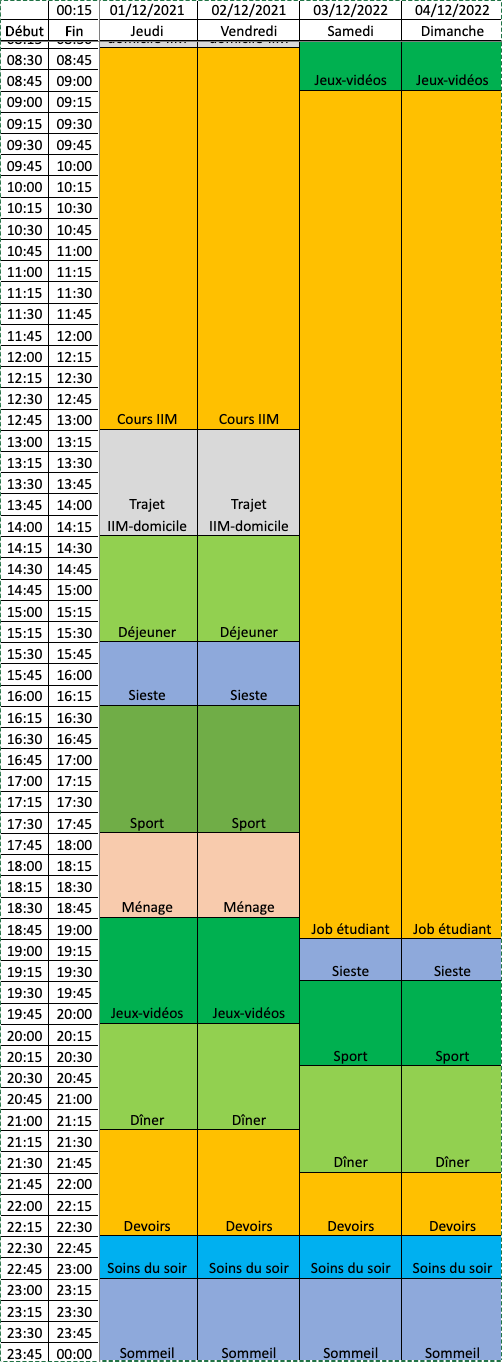 00:15 01/12/2021 02/12/2021 03/12/2022 04/12/2022
Début Fin Jeudi Vendredi Samedi Dimanche
08:15 08:30 domicile-IIM domicile-IIM
08:30 08:45
08:45 09:00 Jeux-vidéos Jeux-vidéos
09:00 09:15
09:15 09:30
09:30 09:45
09:45 10:00
10:00 10:15
10:15 10:30
10:30 10:45
10:45 11:00
11:00 11:15
11:15 11:30
11:30 11:45
11:45 12:00
12:00 12:15
12:15 12:30
12:30 12:45
12:45 13:00 Cours IIM Cours IIM
13:00 13:15
13:15 13:30
13:30 13:45
13:45 14:00 Trajet Trajet
14:00 14:15 IIM-domicile IIM-domicile
14:15 14:30
14:30 14:45
14:45 15:00
15:00 15:15
15:15 15:30 Déjeuner Déjeuner
15:30 15:45
15:45 16:00
16:00 16:15 Sieste Sieste
16:15 16:30
16:30 16:45
16:45 17:00
17:00 17:15
17:15 17:30
17:30 17:45 Sport Sport
17:45 18:00
18:00 18:15
18:15 18:30
18:30 18:45 Ménage Ménage
18:45 19:00 Job étudiant Job étudiant
19:00 19:15
19:15 19:30 Sieste Sieste
19:30 19:45
19:45 20:00 Jeux-vidéos Jeux-vidéos
20:00 20:15
20:15 20:30 Sport Sport
20:30 20:45
20:45 21:00
21:00 21:15 Dîner Dîner
21:15 21:30
21:30 21:45 Dîner Dîner
21:45 22:00
22:00 22:15
22:15 22:30 Devoirs Devoirs Devoirs Devoirs
22:30 22:45
22:45 23:00 Soins du soir Soins du soir Soins du soir Soins du soir
23:00 23:15
23:15 23:30
23:30 23:45
23:45 00:00 Sommeil Sommeil Sommeil Sommeil